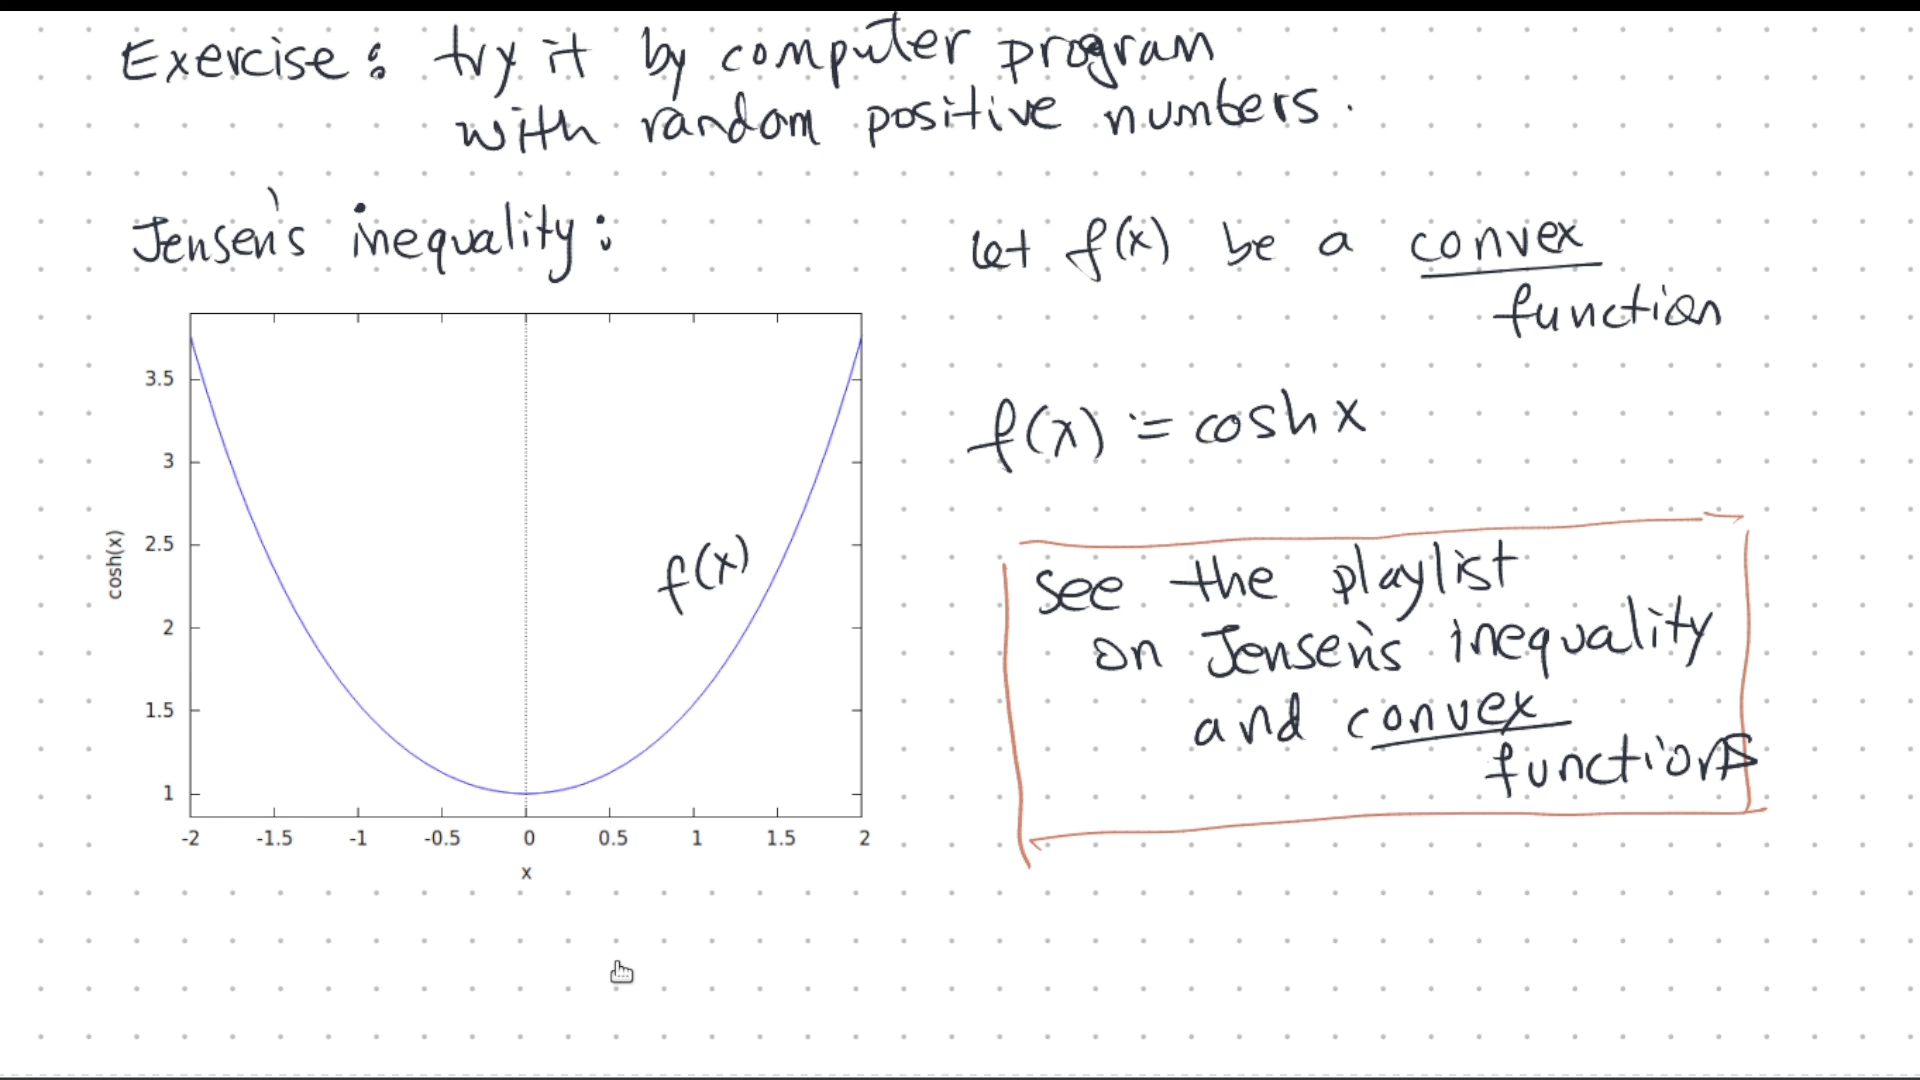 Exercise: try it by computer program
with random positive numbers.
Jensen's inequality:
let f(x) be a convex
function
f(x) = cosh x
see the playlist
on Jensen's inequality
and convex
functions
f(x)
cosh(x)
3.5
3
2.5
2
1.5
1
-2 -1.5 -1 -0.5 0 0.5 1 1.5 2
x